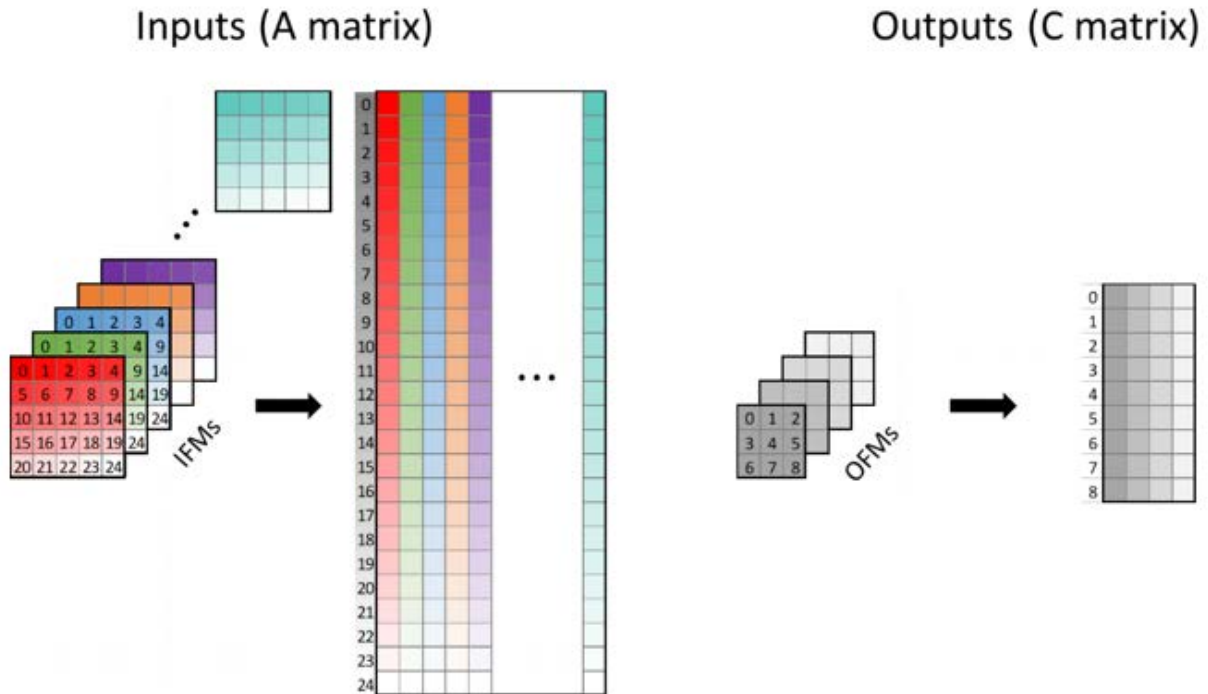 Inputs (A matrix)
Outputs (C matrix)
0 1 2 3 4
0 1 2 3 4 9
0 1 2 3 4 9 14
5 6 7 8 9 14 19
10 11 12 13 14 19 24
15 16 17 18 19 24
20 21 22 23 24
IFMs
0
1
2
3
4
5
6
7
8
9
10
11
12
13
14
15
16
17
18
19
20
21
22
23
24
...
0 1 2
3 4 5
6 7 8
OFMs
0
1
2
3
4
5
6
7
8